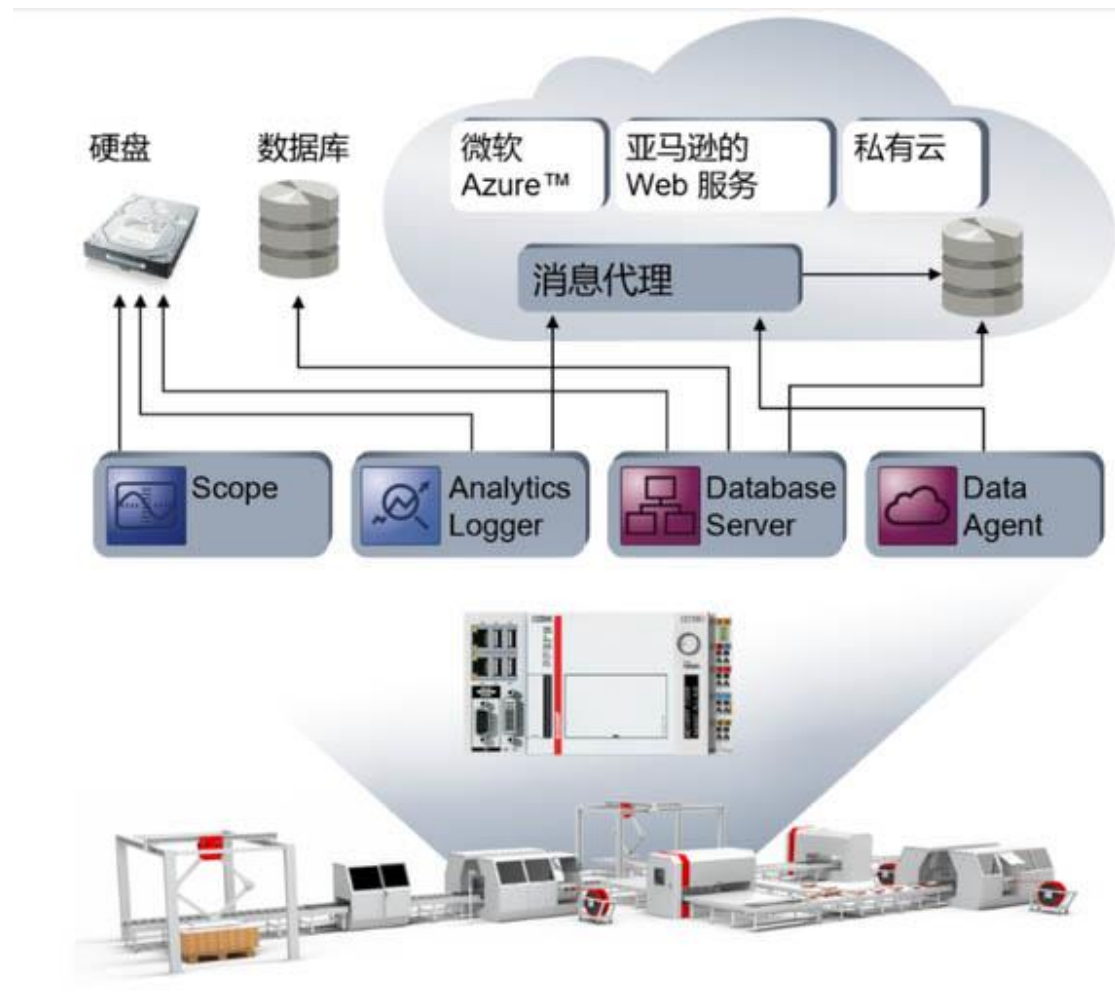 硬盘
数据库
微软
Azure™
亚马逊的
Web 服务
私有云
消息代理
Scope
Analytics
Logger
Database
Server
Data
Agent